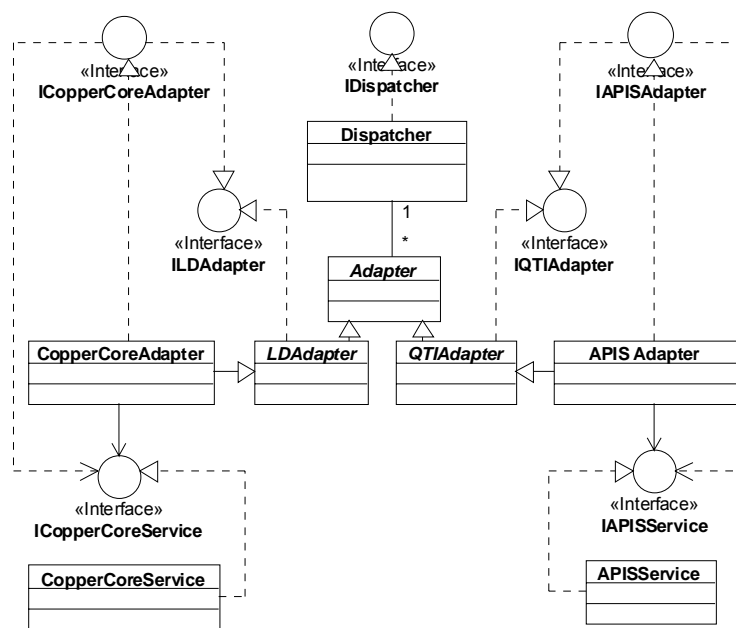 «Interface»
ICopperCoreAdapter
«Interface»
IDispatcher
«Interface»
IAPISAdapter
Dispatcher
1
*
«Interface»
ILDAdapter
«Interface»
IQTIAdapter
Adapter
CopperCoreAdapter
LDAdapter
QTIAdapter
APIS Adapter
«Interface»
ICopperCoreService
«Interface»
IAPISService
CopperCoreService
APISService